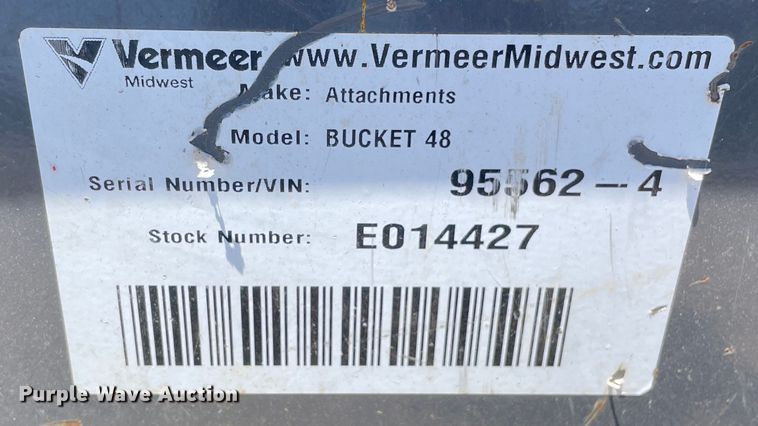 Vermeer www.VermeerMidwest.com
Midwest
Make: Attachments
Model: BUCKET 48
Serial Number/VIN: 95562-4
Stock Number: E014427
Purple Wave Auction